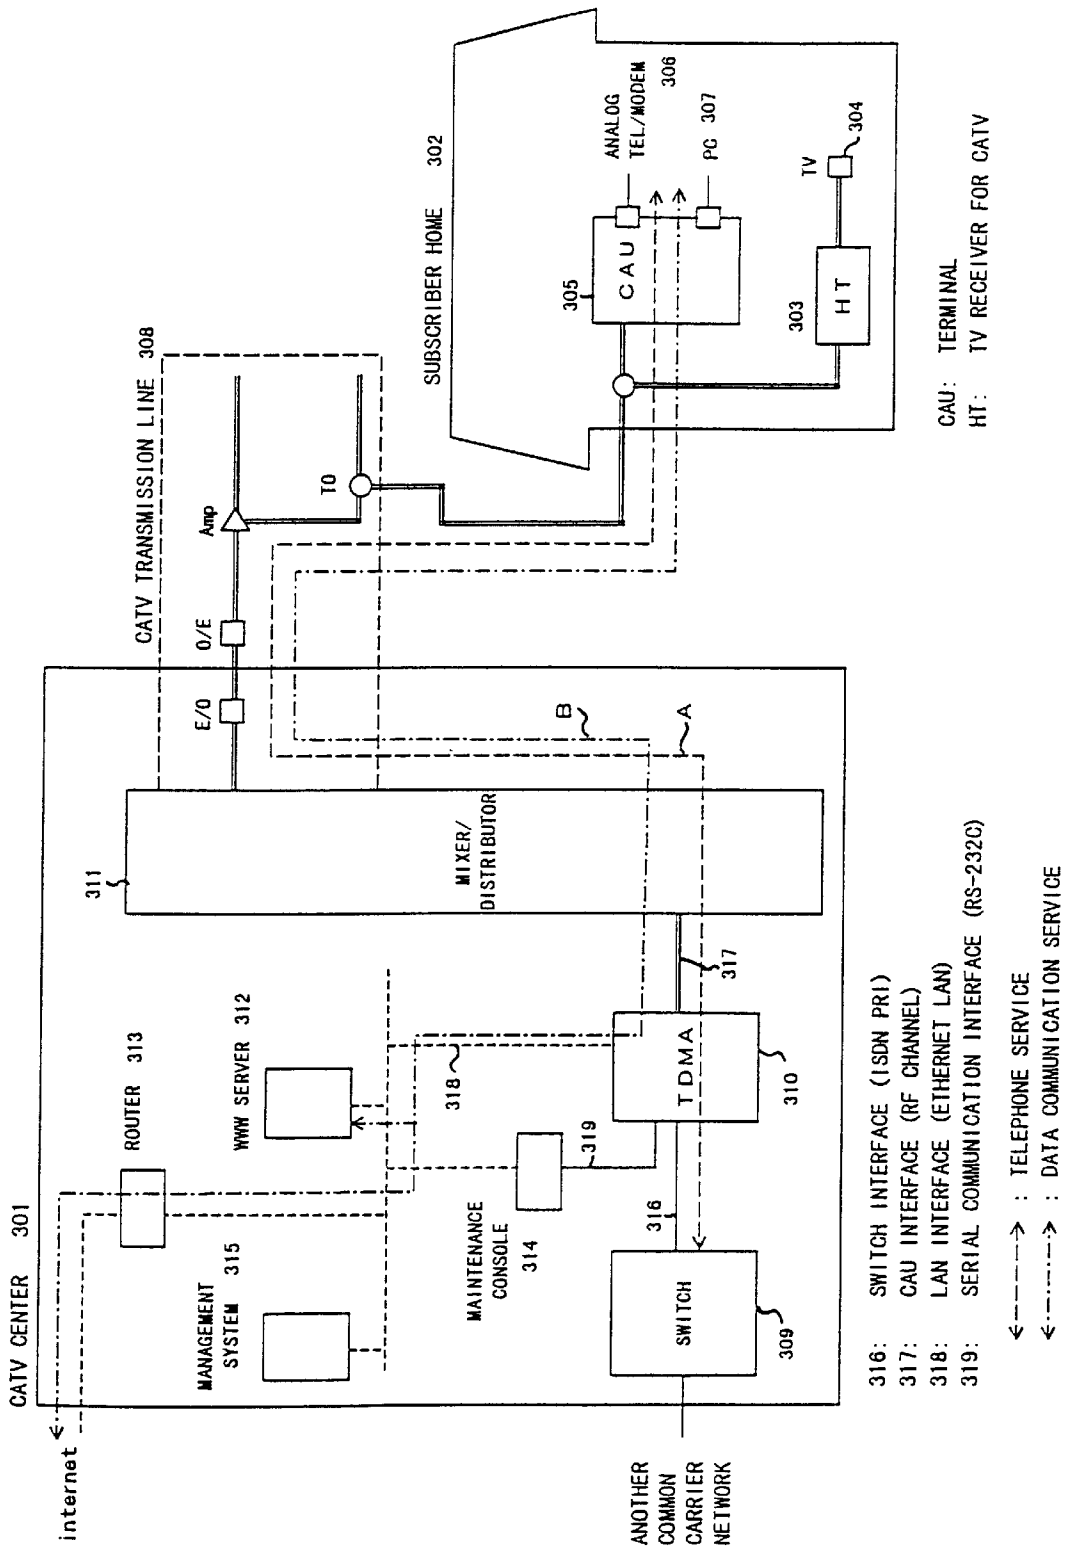 CATV CENTER 301
internet
ROUTER 313
MANAGEMENT
SYSTEM 315
WWW SERVER 312
MAINTENANCE
CONSOLE
314
318
319
316
317
SWITCH
309
TDMA
310
ANOTHER
COMMON
CARRIER
NETWORK
311
MIXER/
DISTRIBUTOR
B
A
E/O
O/E
Amp
TO
CATV TRANSMISSION LINE 308
SUBSCRIBER HOME 302
305
CAU
ANALOG
TEL/MODEM
306
PC 307
303
HT
TV
304
CAU: TERMINAL
HT: TV RECEIVER FOR CATV
316: SWITCH INTERFACE (ISDN PRI)
317: CAU INTERFACE (RF CHANNEL)
318: LAN INTERFACE (ETHERNET LAN)
319: SERIAL COMMUNICATION INTERFACE (RS-232C)
: TELEPHONE SERVICE
: DATA COMMUNICATION SERVICE